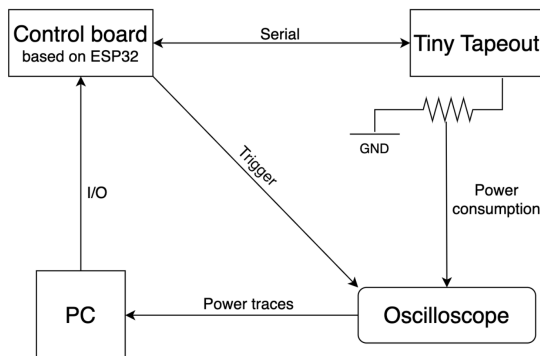 Control board
based on ESP32
Serial
Tiny Tapeout
GND
Trigger
I/O
Power
consumption
PC
Power traces
Oscilloscope